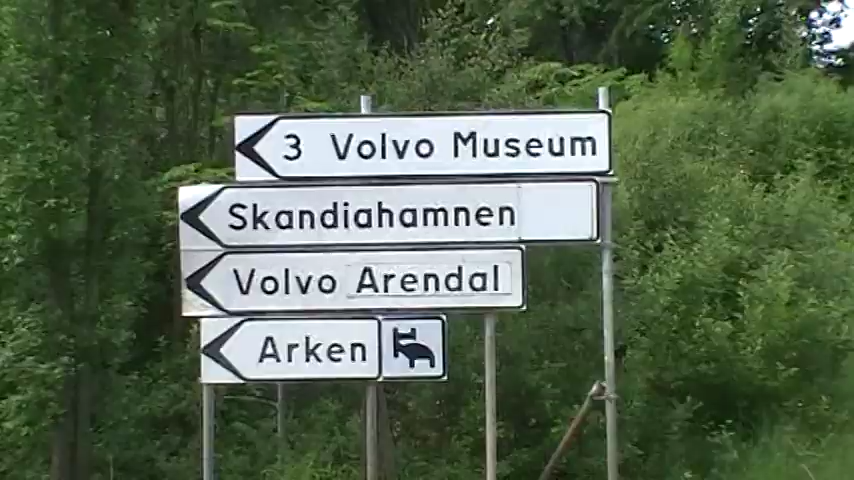 3 Volvo Museum
Skandiahamnen
Volvo Arendal
Arken